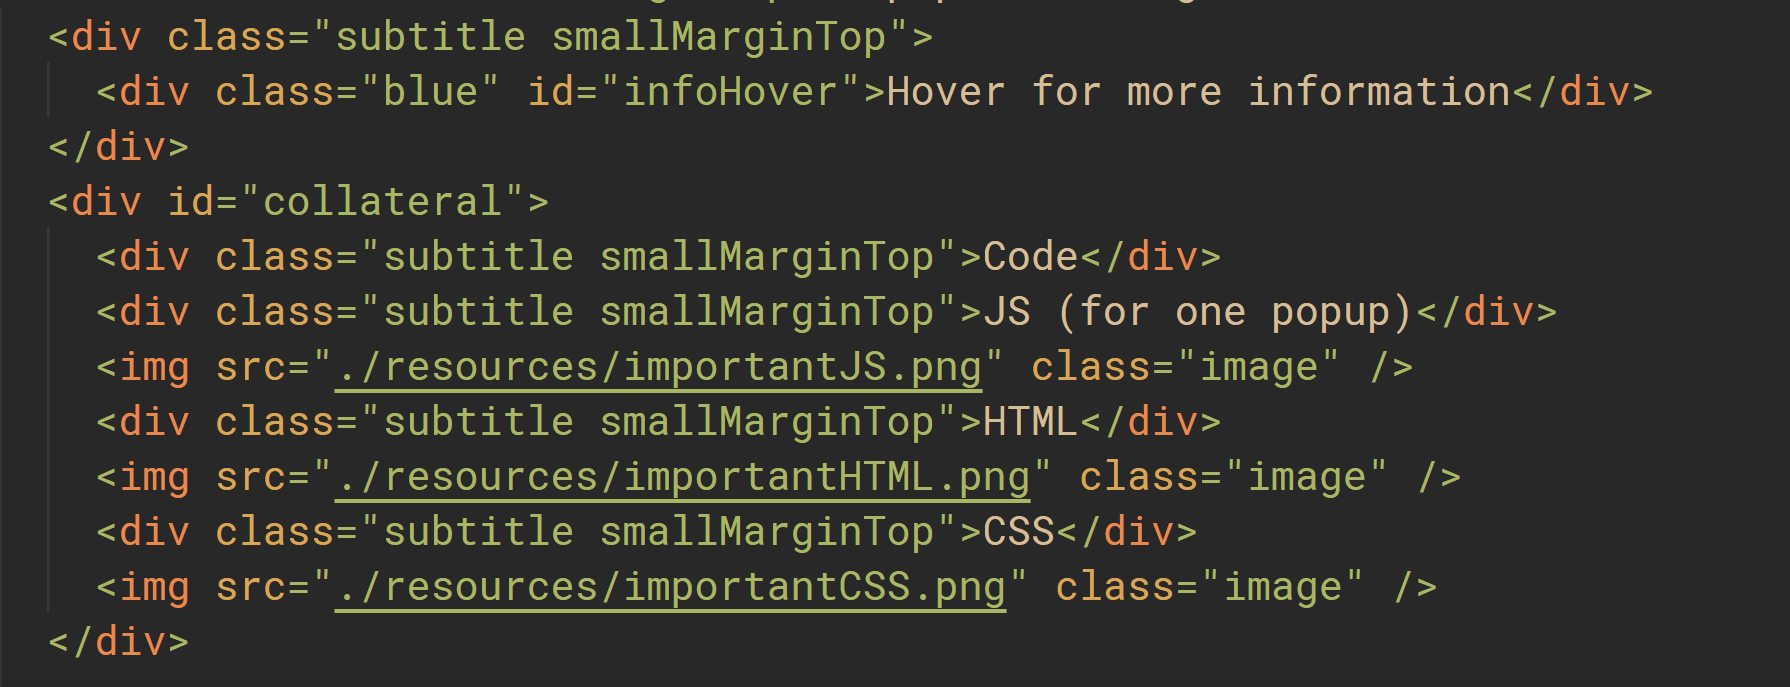 <div class="subtitle smallMarginTop">
<div class="blue" id="infoHover">Hover for more information</div>
</div>
<div id="collateral">
<div class="subtitle smallMarginTop">Code</div>
<div class="subtitle smallMarginTop">JS (for one popup)</div>
<img src="./resources/importantJS.png" class="image" />
<div class="subtitle smallMarginTop">HTML</div>
<img src="./resources/importantHTML.png" class="image" />
<div class="subtitle smallMarginTop">CSS</div>
<img src="./resources/importantCSS.png" class="image" />
</div>